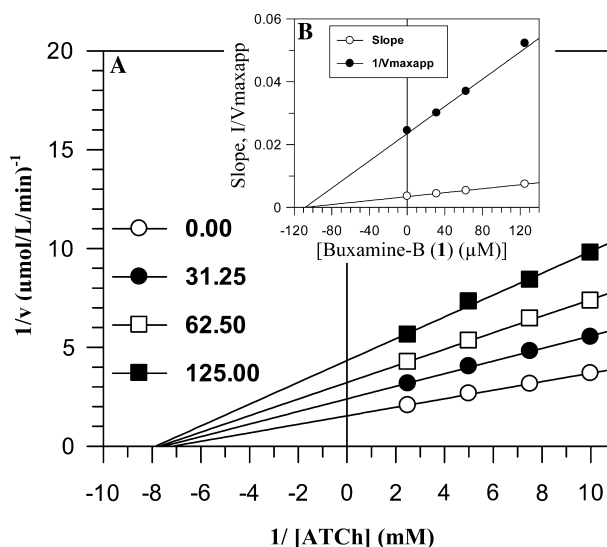 B
0.06
0.04
0.02
0
Slope, I/Vmaxapp
Slope
1/Vmaxapp
-120 -80 -40 0 40 80 120
[Buxamine-B (1) (µM)]
A
20
15
10
5
0
1/v (µmol/L/min)-1
0.00
31.25
62.50
125.00
-10 -8 -6 -4 -2 0 2 4 6 8 10
1/ [ATCh] (mM)